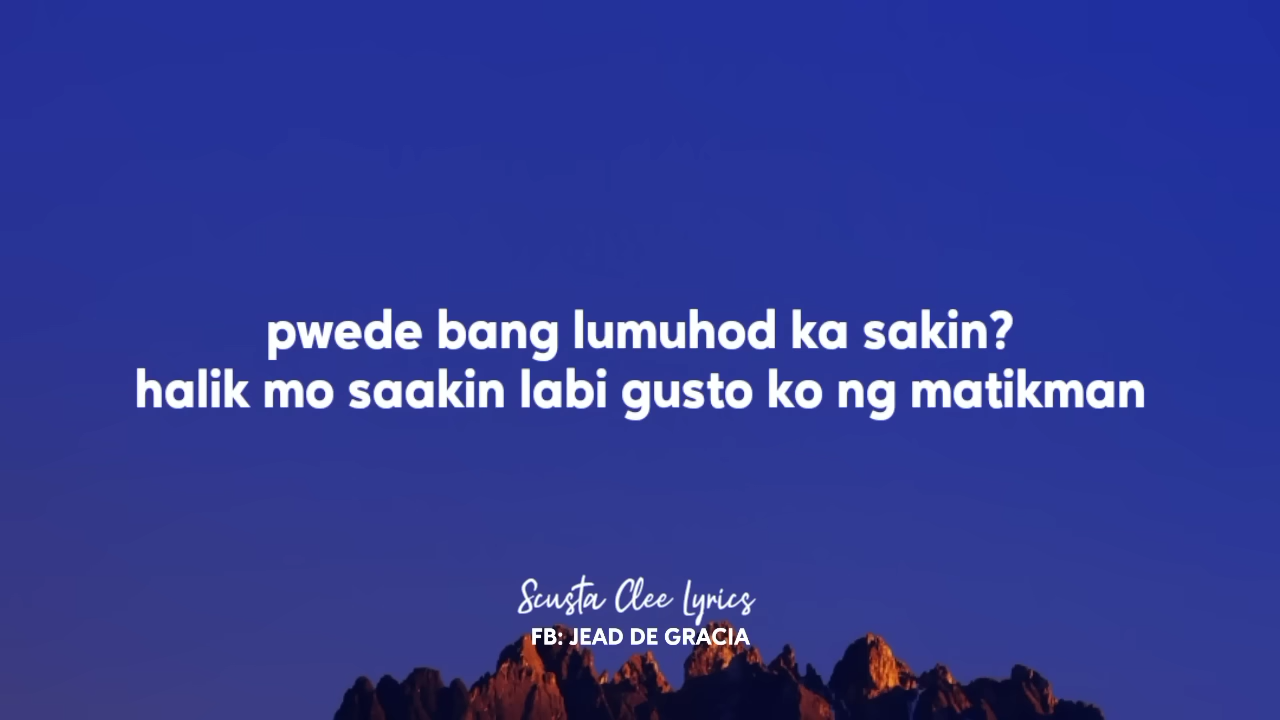 pwede bang lumuhod ka sakin?
halik mo saakin labi gusto ko ng matikman
Scusta Clee Lyrics
FB: JEAD DE GRACIA